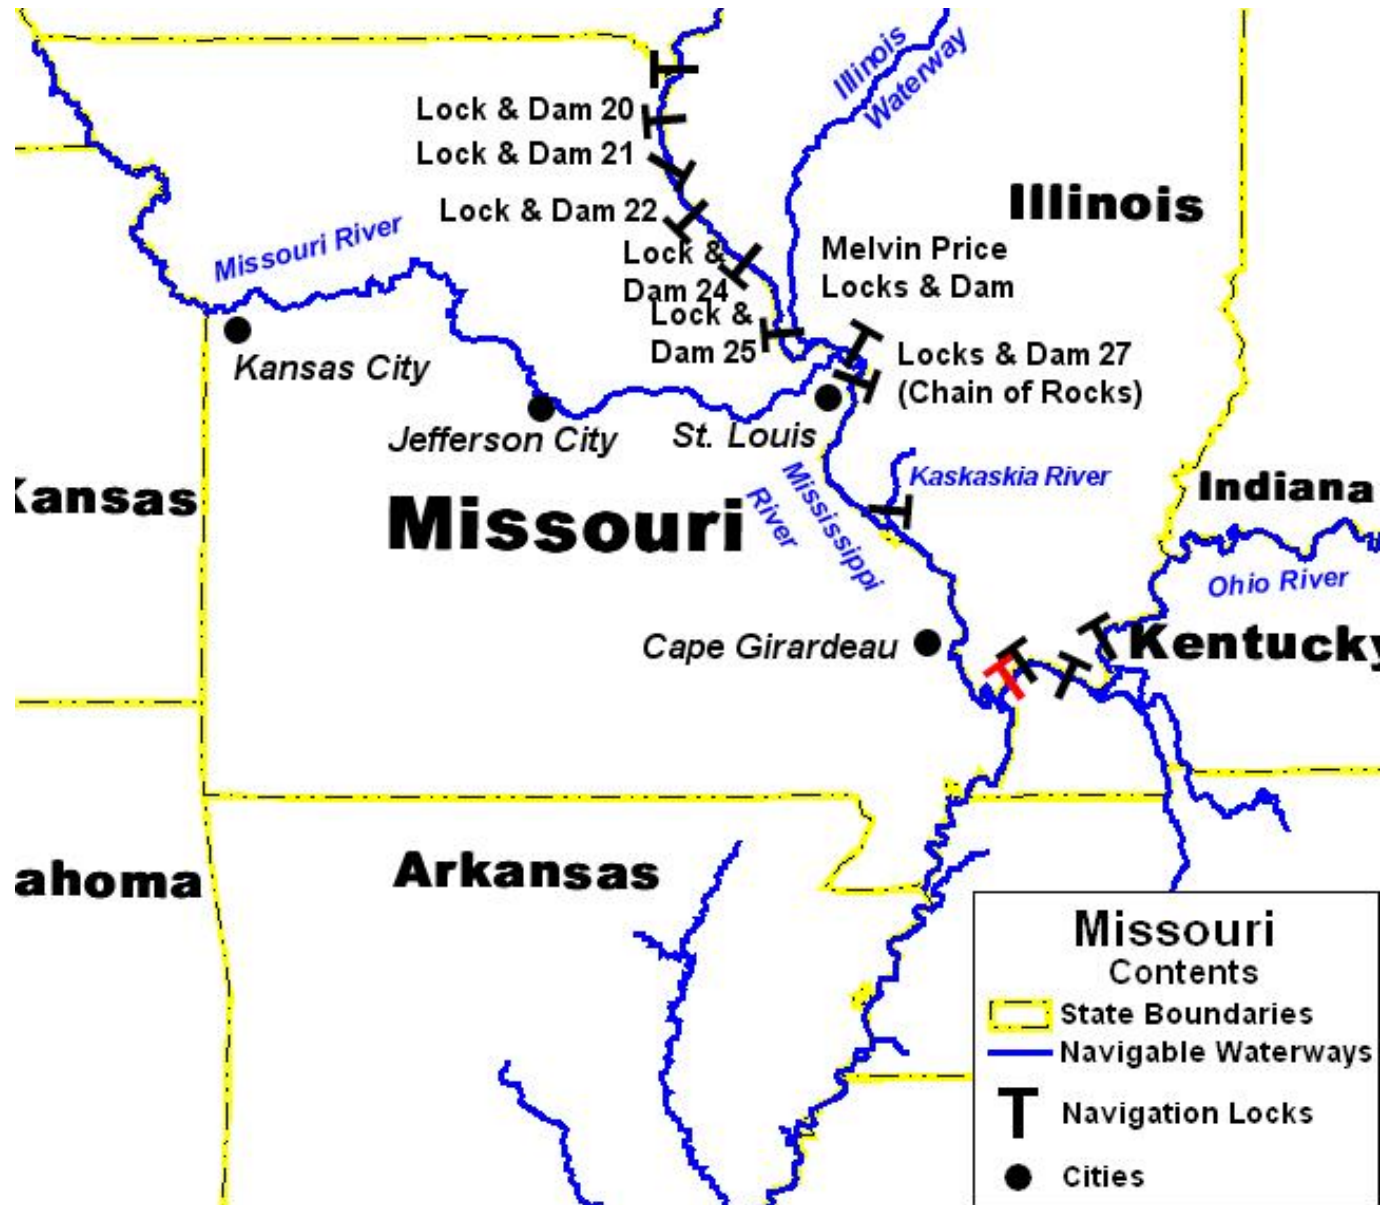 Illinois
Waterway
Lock & Dam 20
Lock & Dam 21
Lock & Dam 22
Illinois
Missouri River
Lock &
Dam 24
Melvin Price
Locks & Dam
Lock &
Dam 25
Locks & Dam 27
(Chain of Rocks)
Kansas City
Jefferson City
St. Louis
Kansas
Missouri
Mississippi
River
Kaskaskia River
Indiana
Ohio River
Cape Girardeau
Kentucky
ahoma
Arkansas
Missouri
Contents
State Boundaries
Navigable Waterways
Navigation Locks
Cities